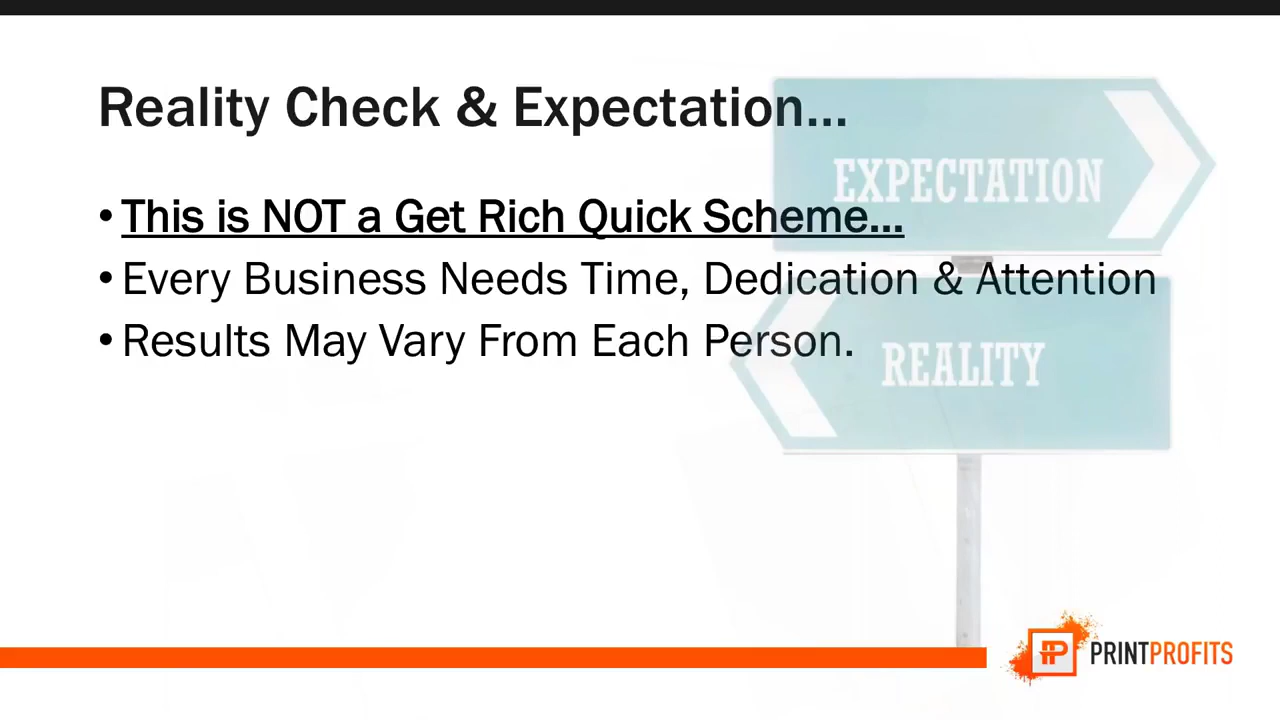 Reality Check & Expectation...
EXPECTATION
• This is NOT a Get Rich Quick Scheme...
• Every Business Needs Time, Dedication & Attention
• Results May Vary From Each Person.
REALITY
PRINTPROFITS